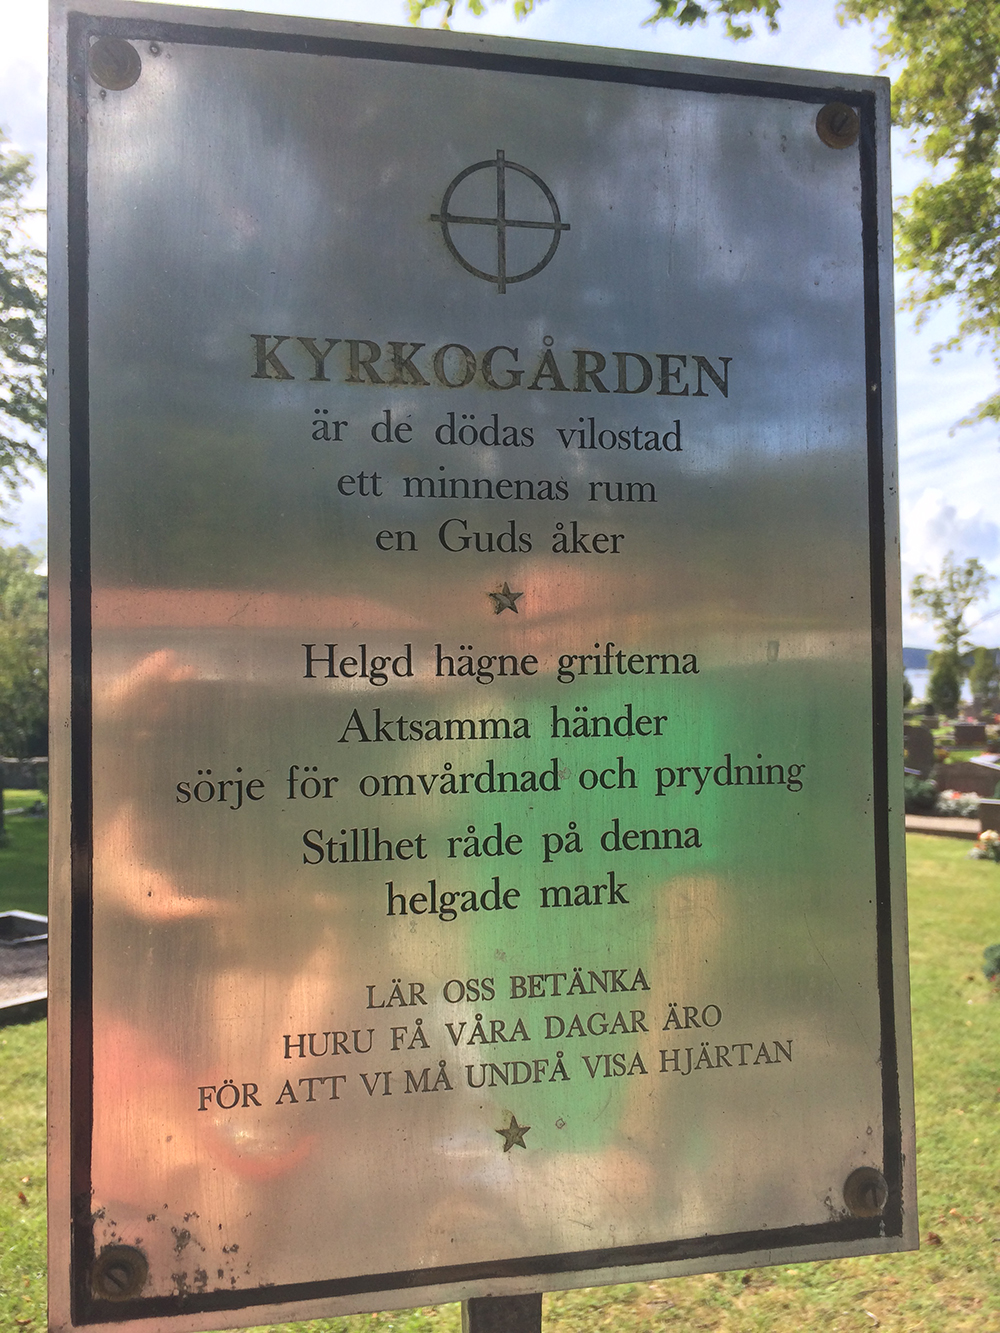 KYRKOGÅRDEN
är de dödas vilostad
ett minnenas rum
en Guds åker
Helgd hägne grifterna
Aktsamma händer
sörje för omvårdnad och prydning
Stillhet råde på denna
helgade mark
LÄR OSS BETÄNKA
HURU FÅ VÅRA DAGAR ÄRO
FÖR ATT VI MÅ UNDFÅ VISA HJÄRTAN